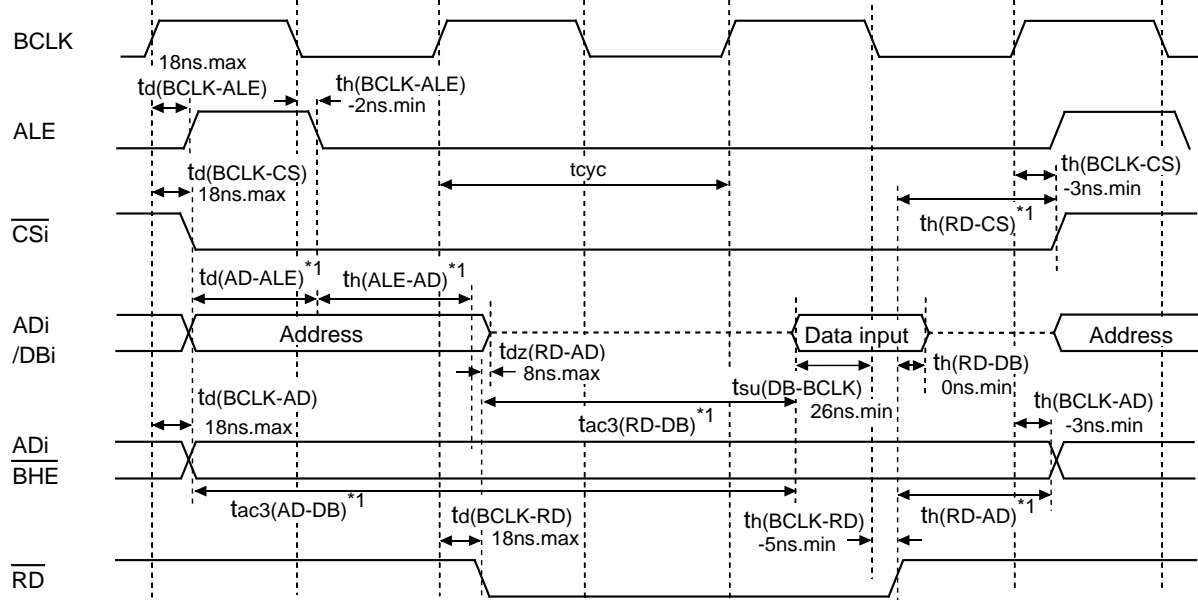 BCLK
18ns.max
td(BCLK-ALE)
th(BCLK-ALE)
-2ns.min
ALE
td(BCLK-CS)
18ns.max
tcyc
th(BCLK-CS)
-3ns.min
th(RD-CS)*1
CSi
td(AD-ALE)*1
th(ALE-AD)*1
ADi
/DBi
Address
Data input
Address
tdz(RD-AD)
8ns.max
th(RD-DB)
0ns.min
tsu(DB-BCLK)
26ns.min
td(BCLK-AD)
18ns.max
tac3(RD-DB)*1
th(BCLK-AD)
-3ns.min
ADi
BHE
tac3(AD-DB)*1
td(BCLK-RD)
18ns.max
th(BCLK-RD)
-5ns.min
th(RD-AD)*1
RD